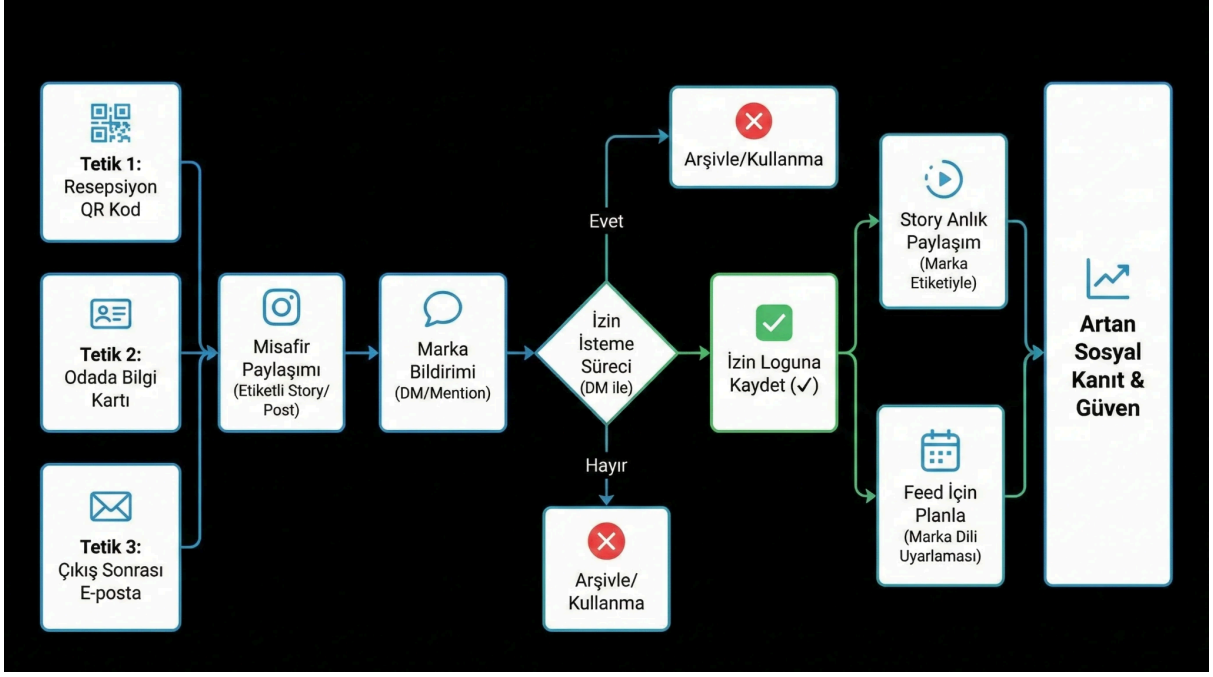 Tetik 1:
Resepsiyon
QR Kod
Tetik 2:
Odada Bilgi
Kartı
Tetik 3:
Çıkış Sonrası
E-posta
Misafir
Paylaşımı
(Etiketli Story/
Post)
Marka
Bildirimi
(DM/Mention)
İzin
İsteme
Süreci
(DM ile)
Evet
Arşivle/Kullanma
Hayır
Arşivle/
Kullanma
İzin Loguna
Kaydet (✓)
Story Anlık
Paylaşım
(Marka
Etiketiyle)
Feed İçin
Planla
(Marka Dili
Uyarlaması)
Artan
Sosyal
Kanıt &
Güven